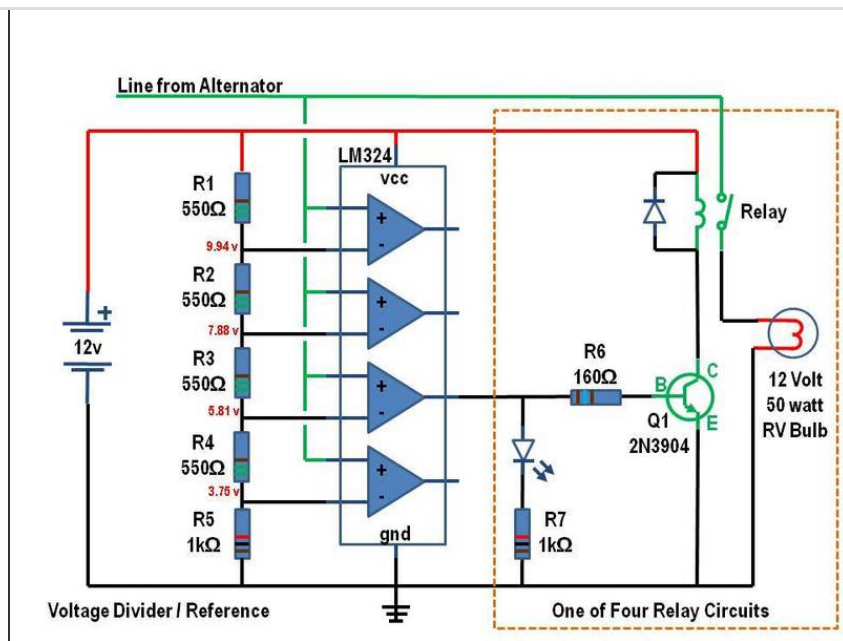 Line from Alternator
LM324
vcc
R1
550Ω
+
-
9.94 v
R2
550Ω
+
-
7.88 v
R3
550Ω
+
-
5.81 v
R4
550Ω
+
-
3.75 v
R5
1kΩ
gnd
+
12v
Relay
R6
160Ω
B
C
E
Q1
2N3904
12 Volt
50 watt
RV Bulb
R7
1kΩ
Voltage Divider / Reference
One of Four Relay Circuits